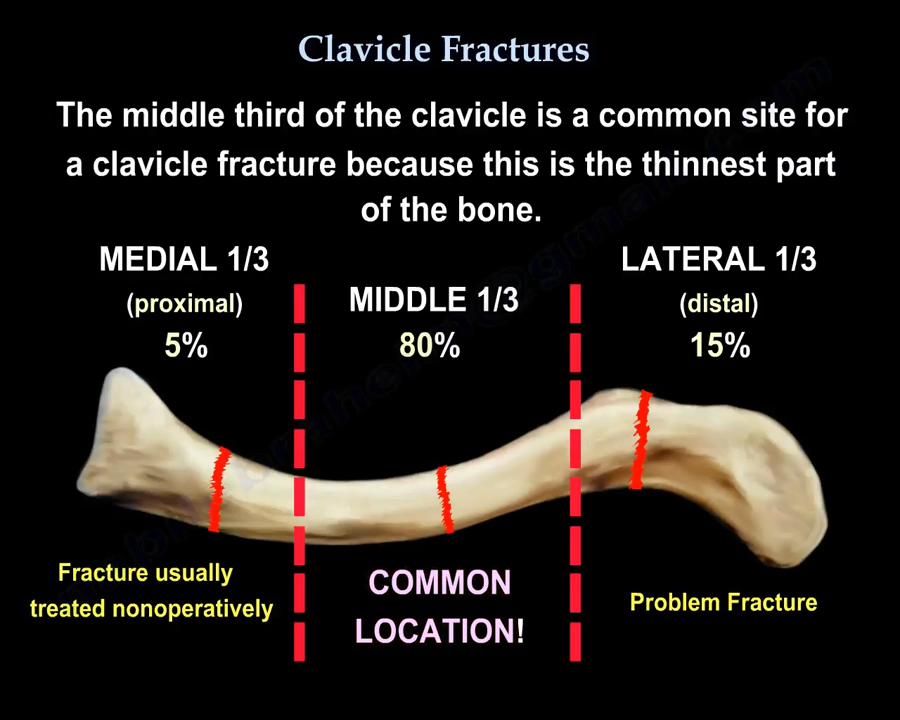 Clavicle Fractures
The middle third of the clavicle is a common site for
a clavicle fracture because this is the thinnest part
of the bone.
MEDIAL 1/3
(proximal)
5%
MIDDLE 1/3
80%
LATERAL 1/3
(distal)
15%
Fracture usually
treated nonoperatively
COMMON
LOCATION!
Problem Fracture